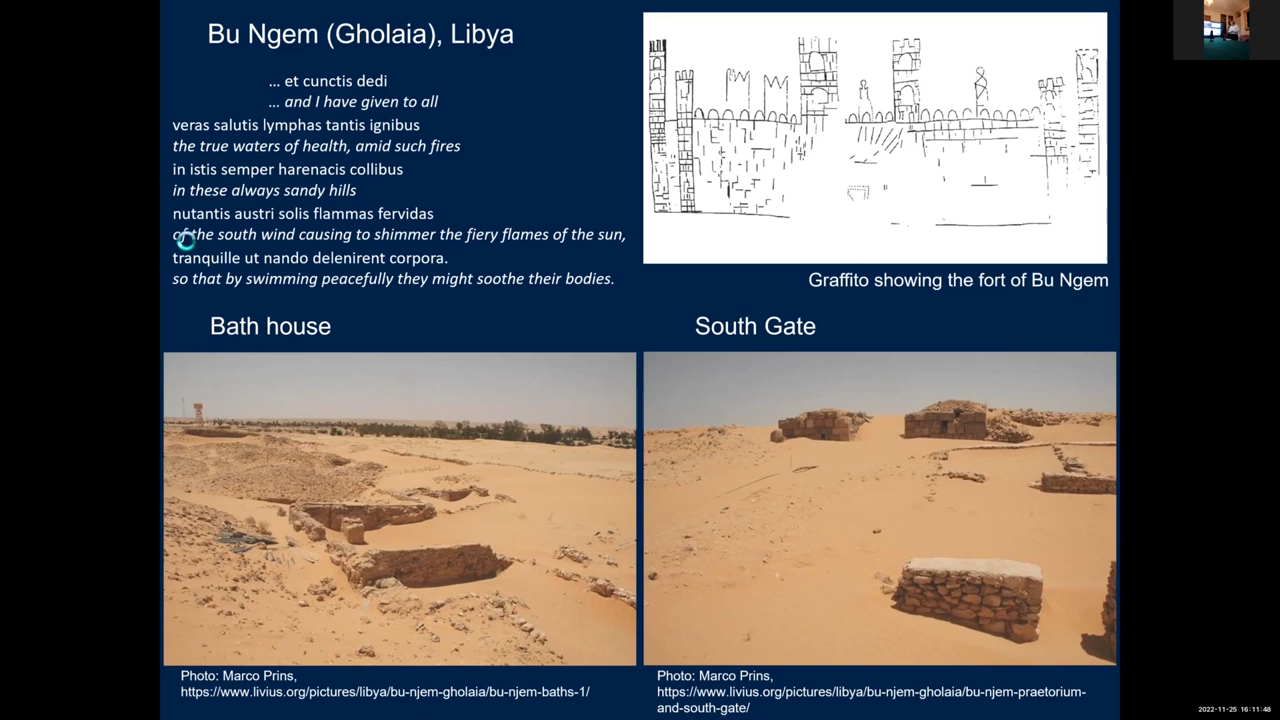 Bu Ngem (Gholaia), Libya
... et cunctis dedi
... and I have given to all
veras salutis lymphas tantis ignibus
the true waters of health, amid such fires
in istis semper harenacis collibus
in these always sandy hills
nutantis austri solis flammas fervidas
of the south wind causing to shimmer the fiery flames of the sun,
tranquille ut nando delenirent corpora.
so that by swimming peacefully they might soothe their bodies.
Graffito showing the fort of Bu Ngem
Bath house
South Gate
Photo: Marco Prins,
https://www.livius.org/pictures/libya/bu-njem-gholaia/bu-njem-baths-1/
Photo: Marco Prins,
https://www.livius.org/pictures/libya/bu-njem-gholaia/bu-njem-praetorium-
and-south-gate/
2022-11-25 16:11:48